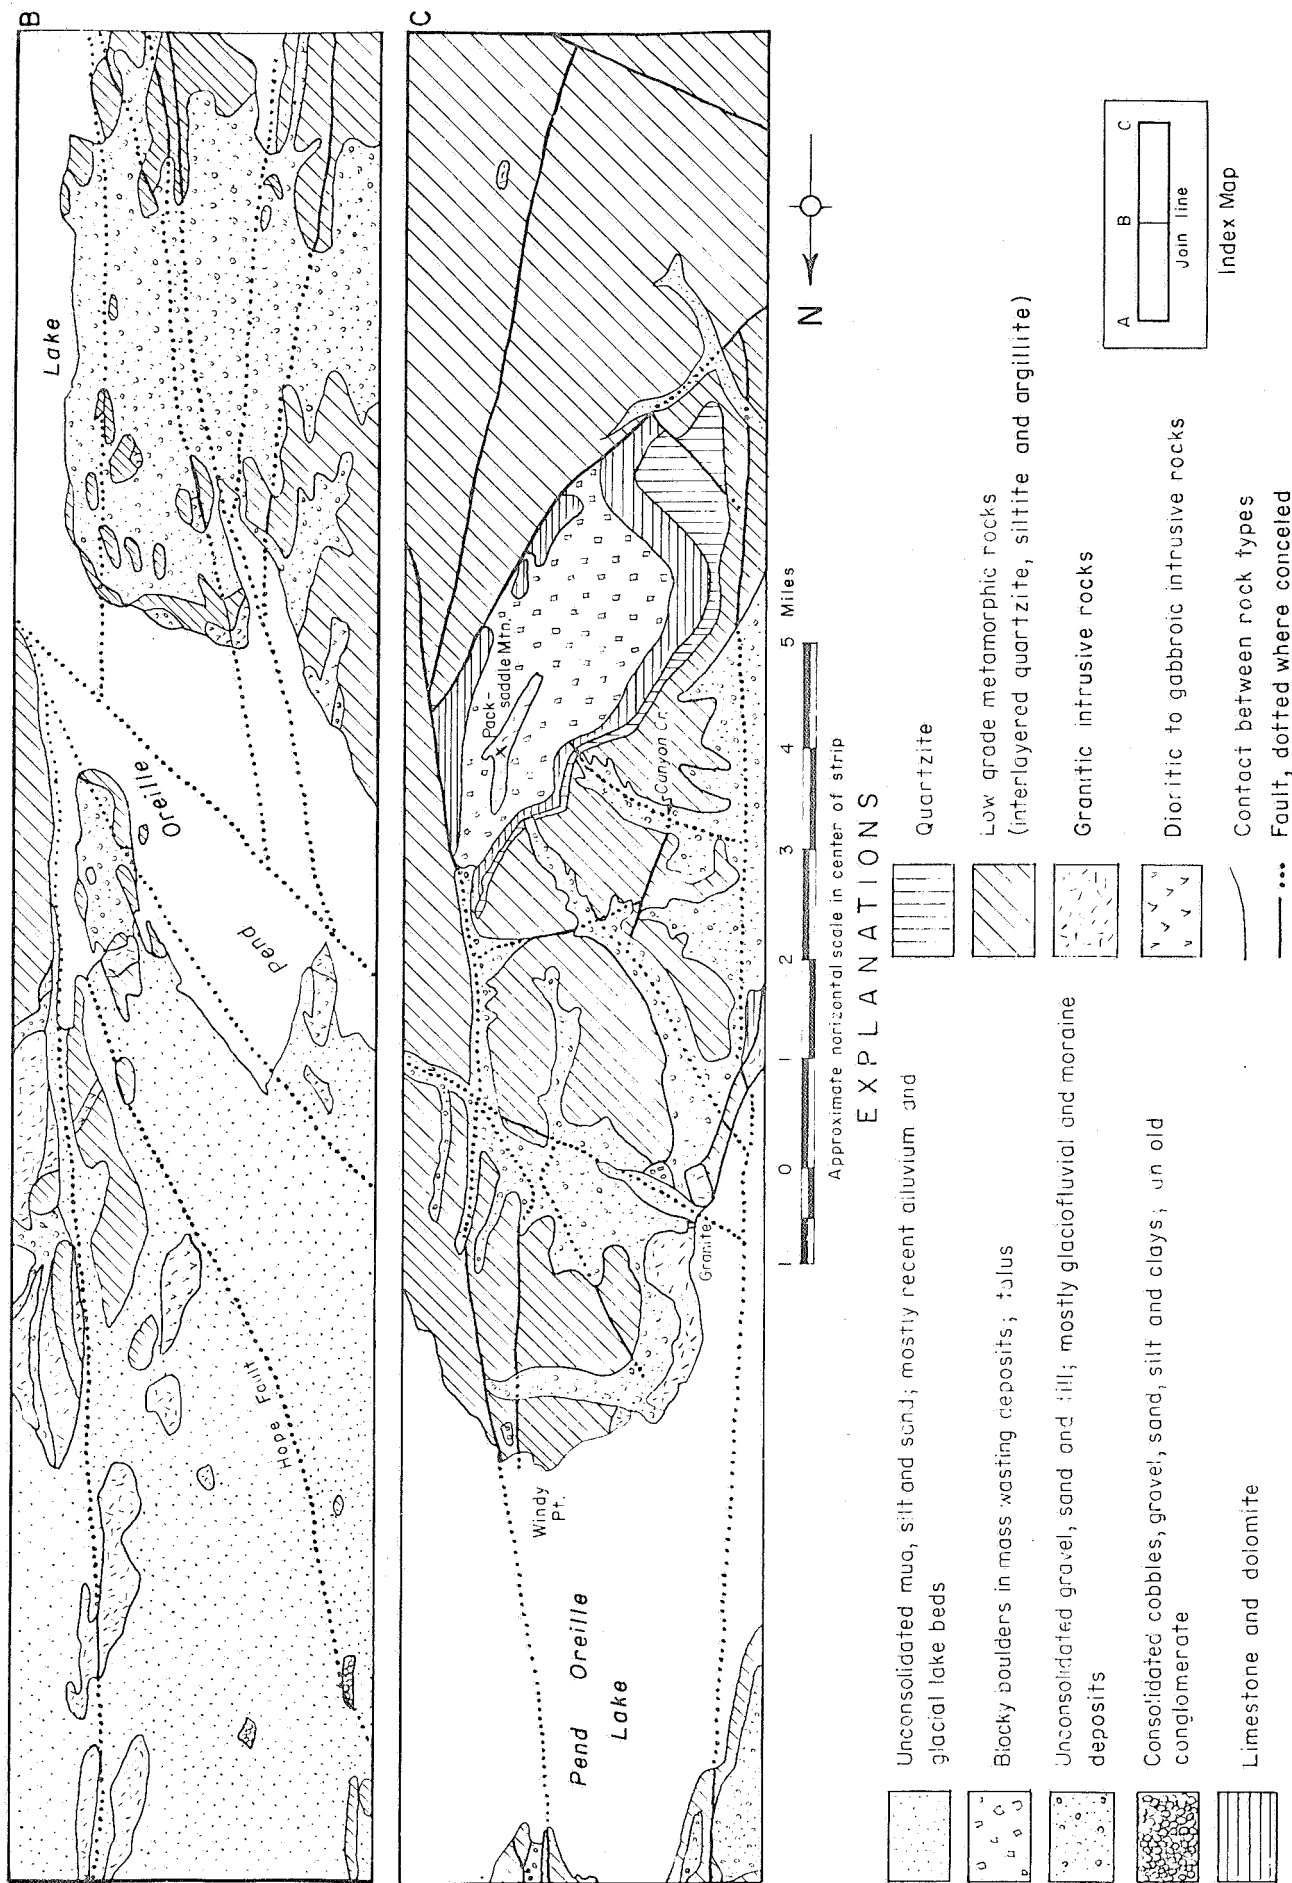 B
Lake
Oreille
Pend
Hope Fault
C
Pack-
saddle Mtn.
Canyon Cr.
Granite
Windy
Pt.
Pend Oreille
Lake
N
1 0 1 2 3 4 5 Miles
Approximate horizontal scale in center of strip
EXPLANATIONS
Unconsolidated mud, silt and sand; mostly recent alluvium and
glacial lake beds
Blocky boulders in mass wasting deposits; talus
Unconsolidated gravel, sand and till; mostly glaciofluvial and moraine
deposits
Consolidated cobbles, gravel, sand, silt and clays; an old
conglomerate
Limestone and dolomite
Quartzite
Low grade metamorphic rocks
(interlayered quartzite, siltite and argillite)
Granitic intrusive rocks
Dioritic to gabbroic intrusive rocks
Contact between rock types
Fault, dotted where conceled
A B C
Join line
Index Map